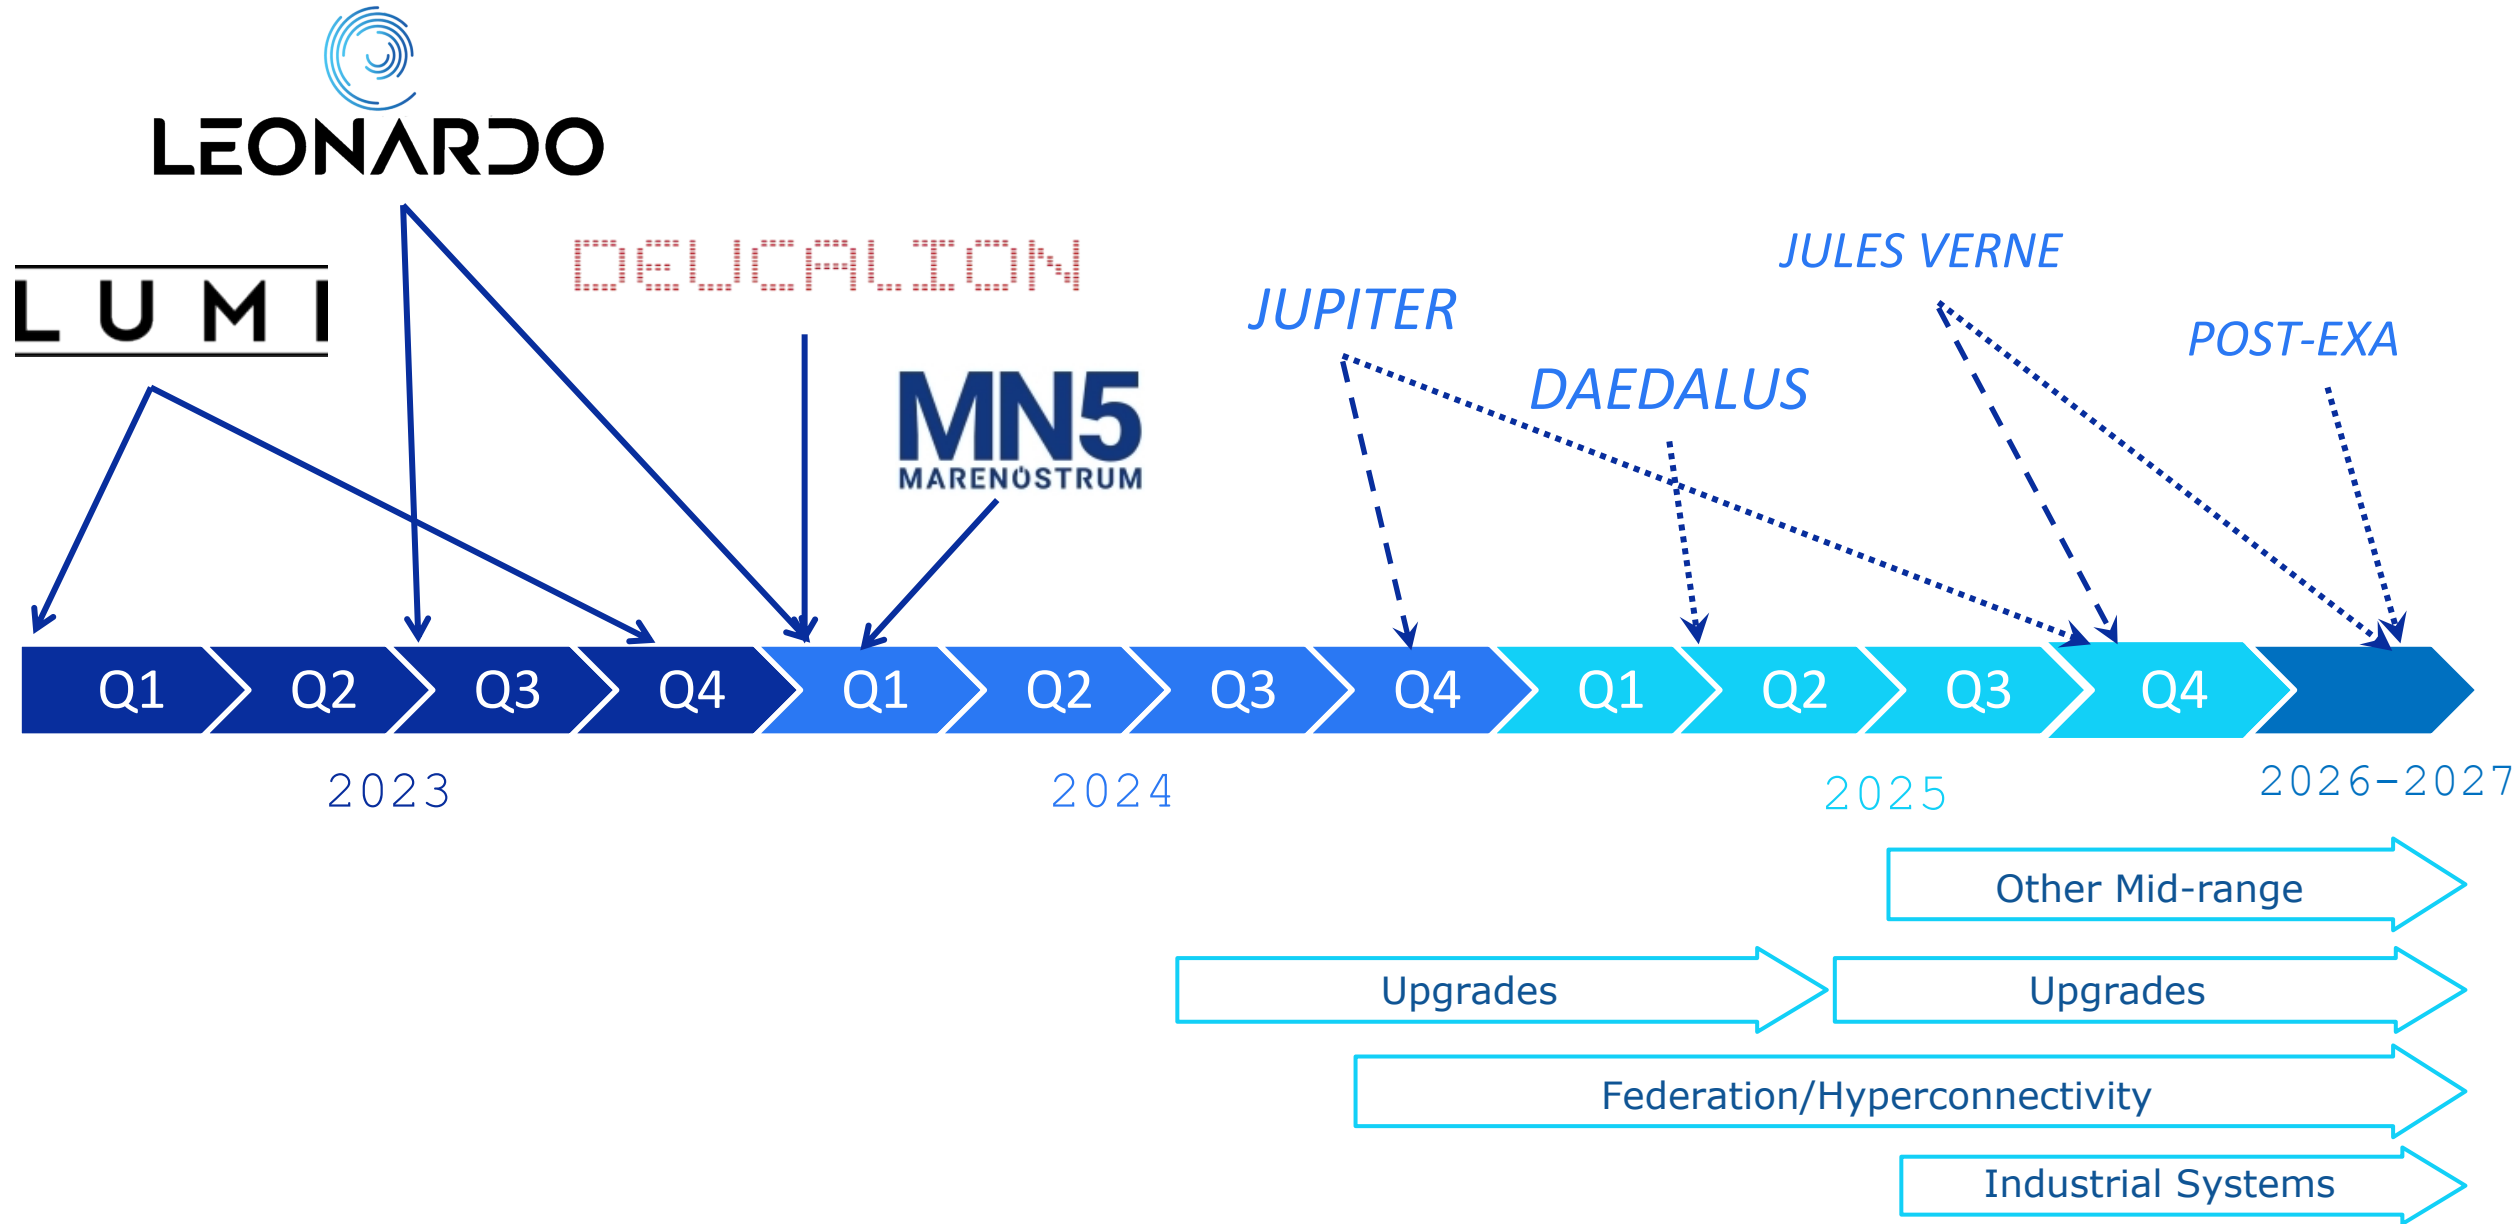 LEONARDO
LUMI
DEUCALION
MN5
MARENOSTRUM
JUPITER
DAEDALUS
JULES VERNE
POST-EXA
Q1 Q2 Q3 Q4 Q1 Q2 Q3 Q4 Q1 Q2 Q3 Q4
2023 2024 2025 2026-2027
Other Mid-range
Upgrades Upgrades
Federation/Hyperconnectivity
Industrial Systems